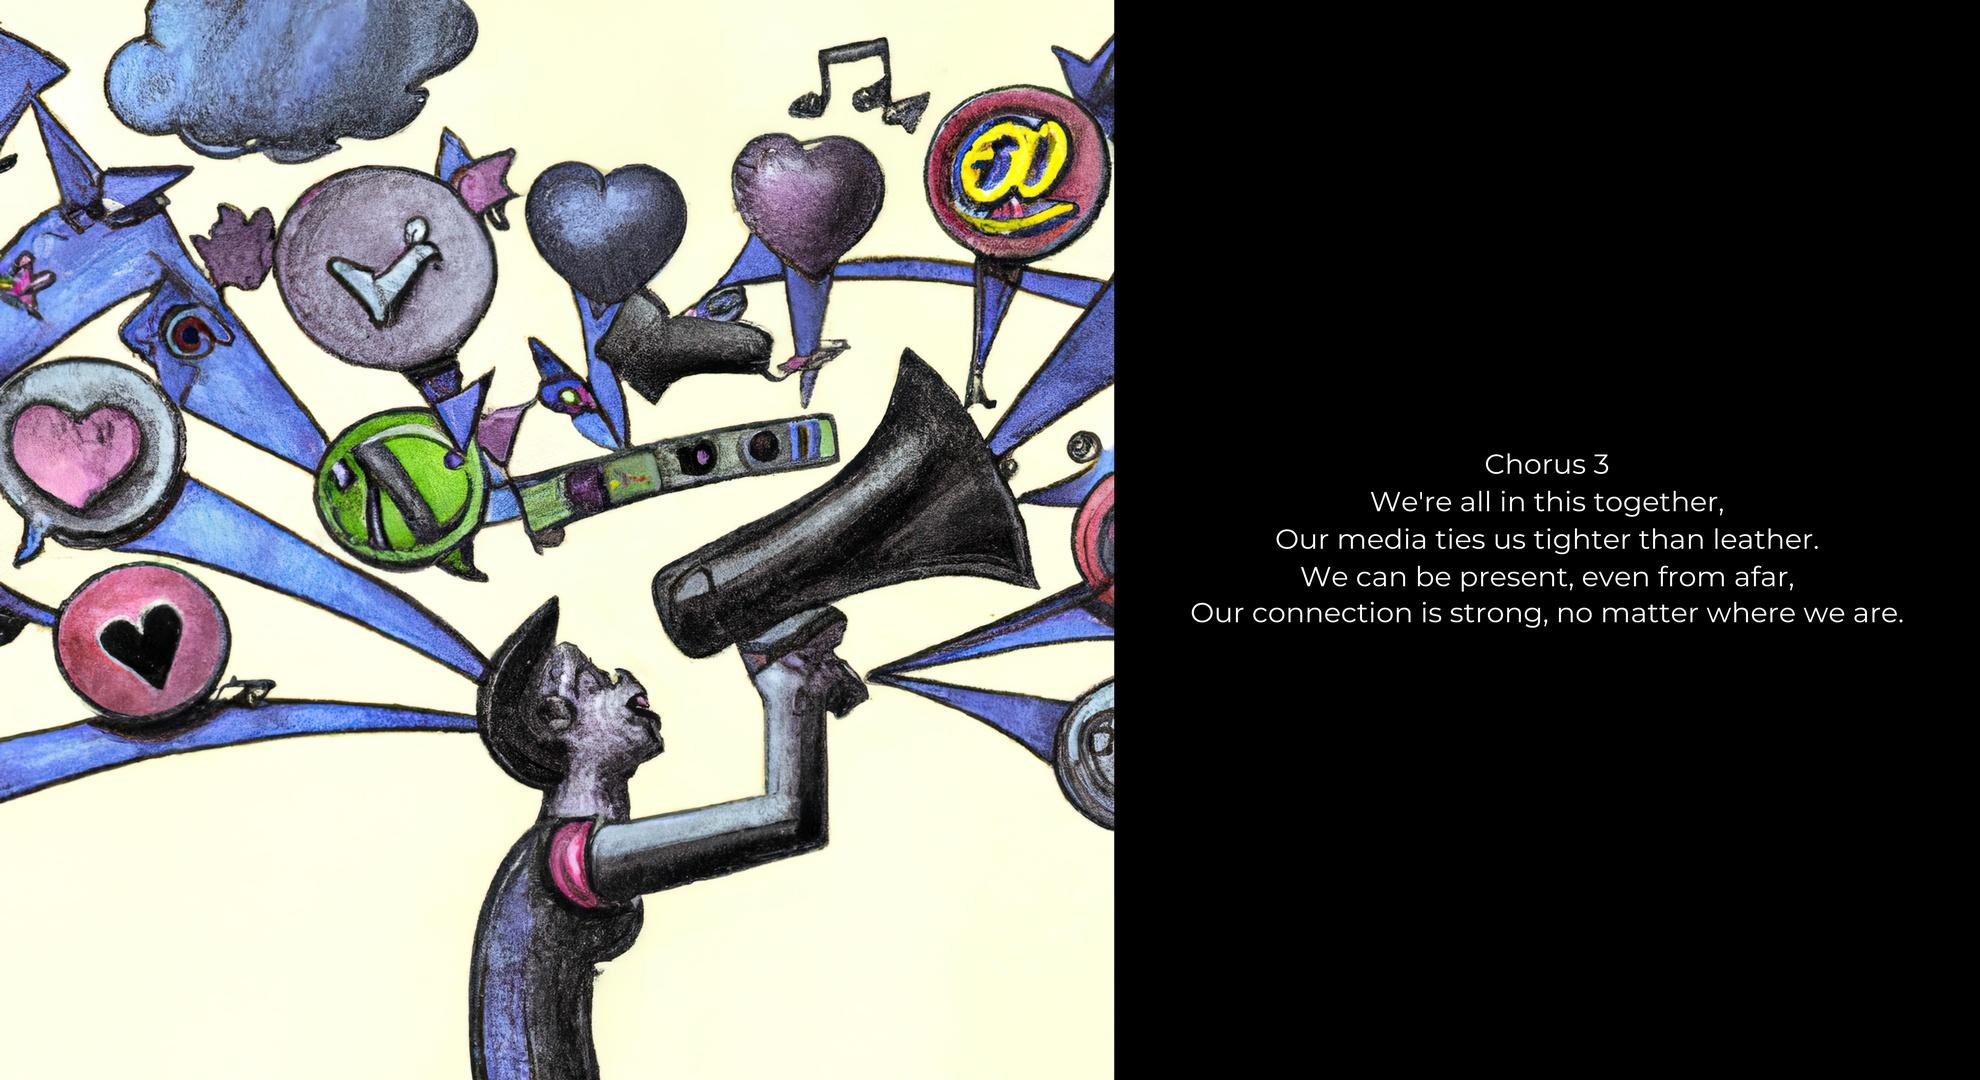 Chorus 3
We're all in this together,
Our media ties us tighter than leather.
We can be present, even from afar,
Our connection is strong, no matter where we are.